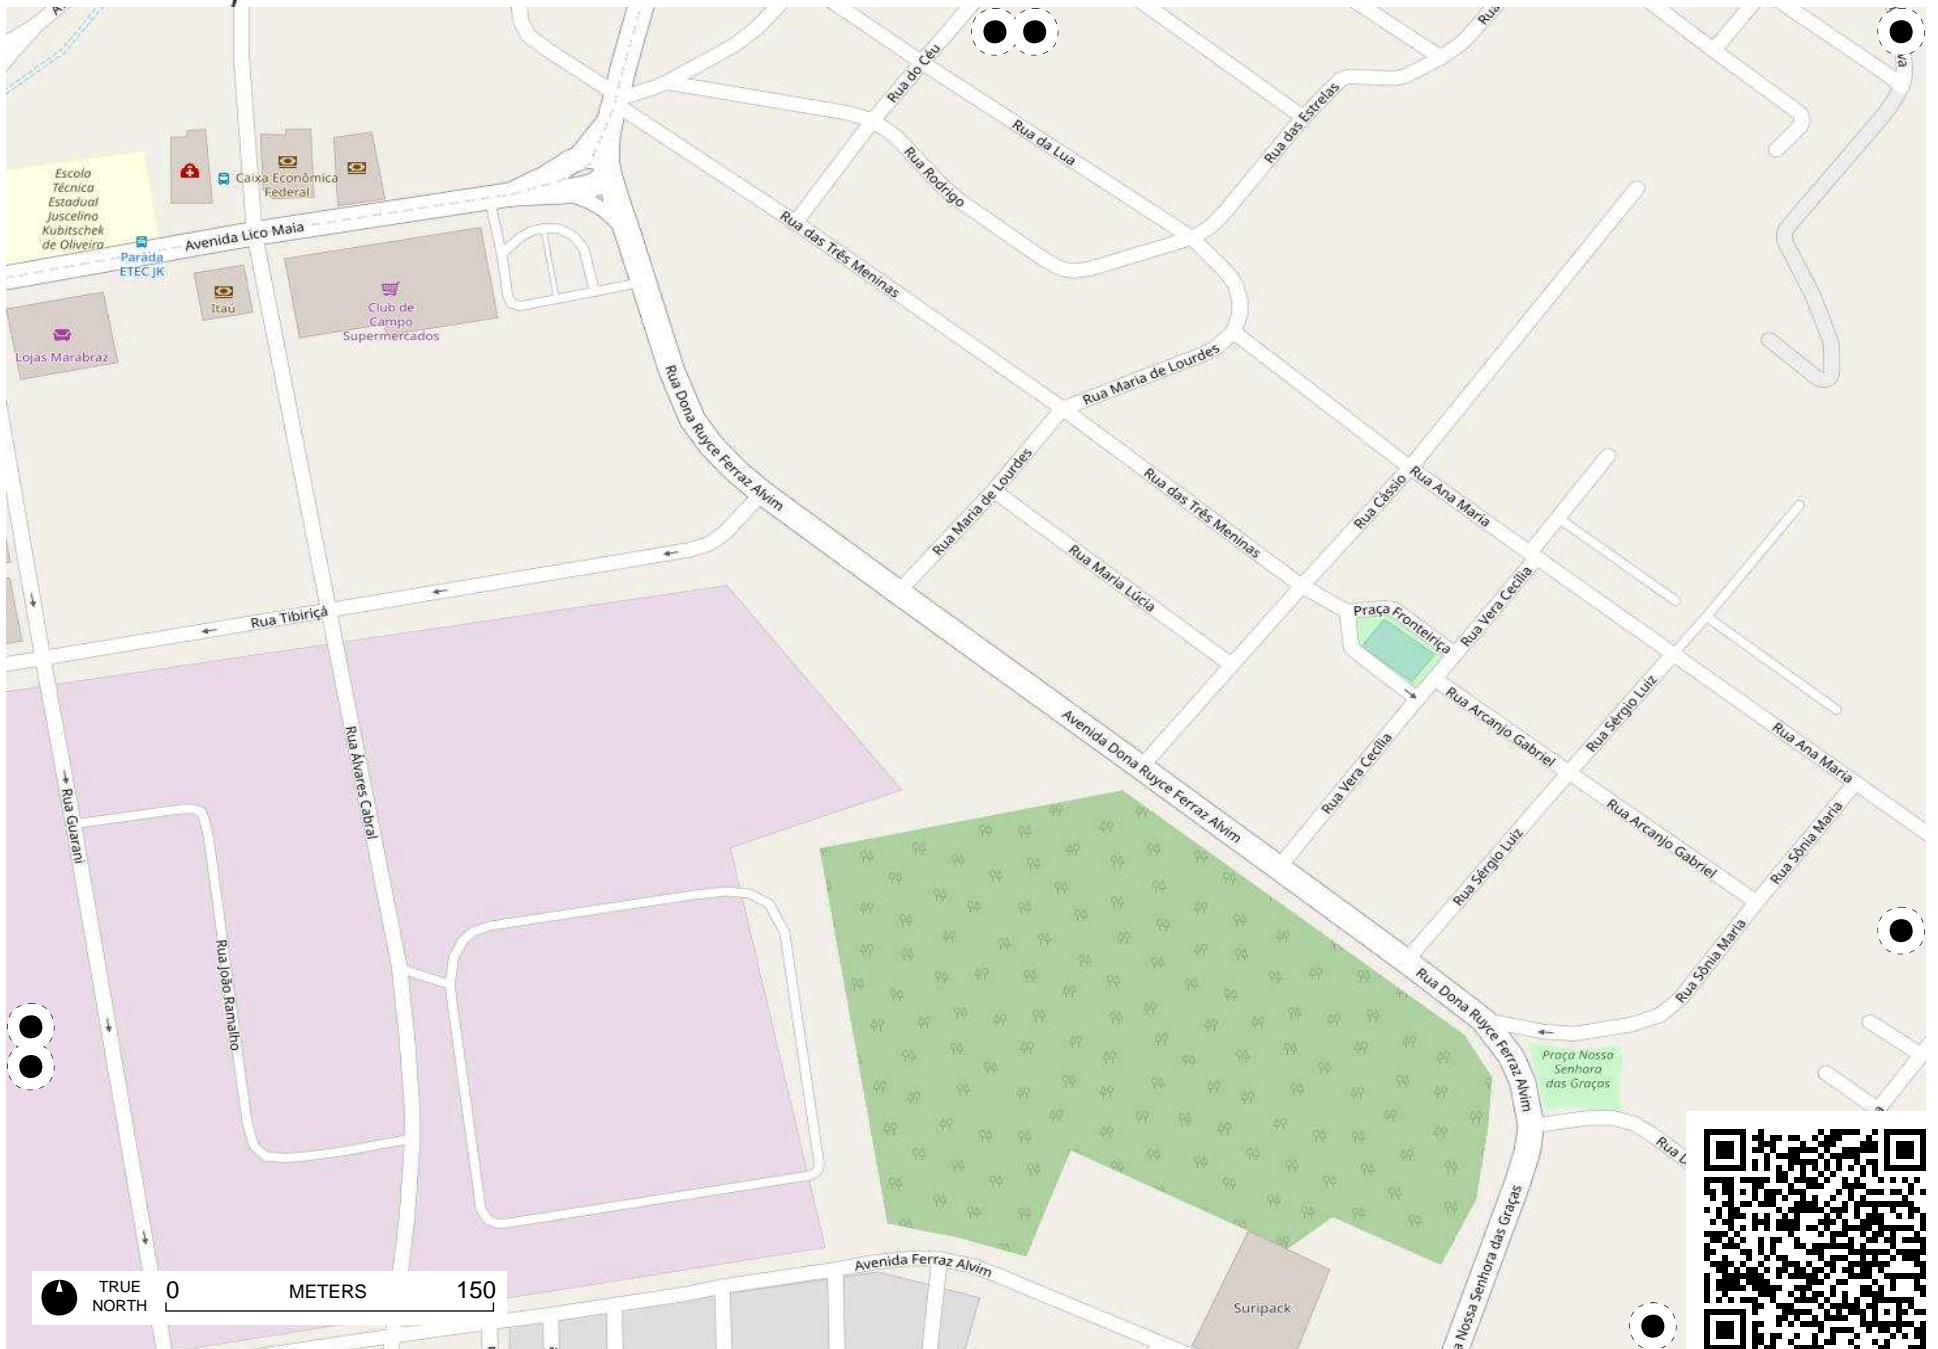 Rua do Céu
Rua da Lua
Rua das Estrelas
Rua Rodrigo
Escola
Técnica
Estadual
Juscelino
Kubitschek
de Oliveira
Caixa Econômica
Federal
Avenida Lico Maia
Parada
ETEC JK
Itaú
Club de
Campo
Supermercados
Lojas Marabraz
Rua das Três Meninas
Rua Maria de Lourdes
Rua Dona Ruyce Ferraz Alvim
Rua Maria de Lourdes
Rua das Três Meninas
Rua Cássio
Rua Ana Maria
Rua Maria Lúcia
Rua Vera Cecília
Praça Fronteiriça
Rua Tibiriçá
Rua Arcanjo Gabriel
Rua Sérgio Luiz
Rua Ana Maria
Avenida Dona Ruyce Ferraz Alvim
Rua Vera Cecília
Rua Álvares Cabral
Rua Guarani
Rua Arcanjo Gabriel
Rua Sônia Maria
Rua Sérgio Luiz
Rua João Ramalho
Rua Sônia Maria
Rua Dona Ruyce Ferraz Alvim
Praça Nossa
Senhora
das Graças
Rua
Nossa Senhora das Graças
Avenida Ferraz Alvim
Suripack
TRUE
NORTH
0 METERS 150